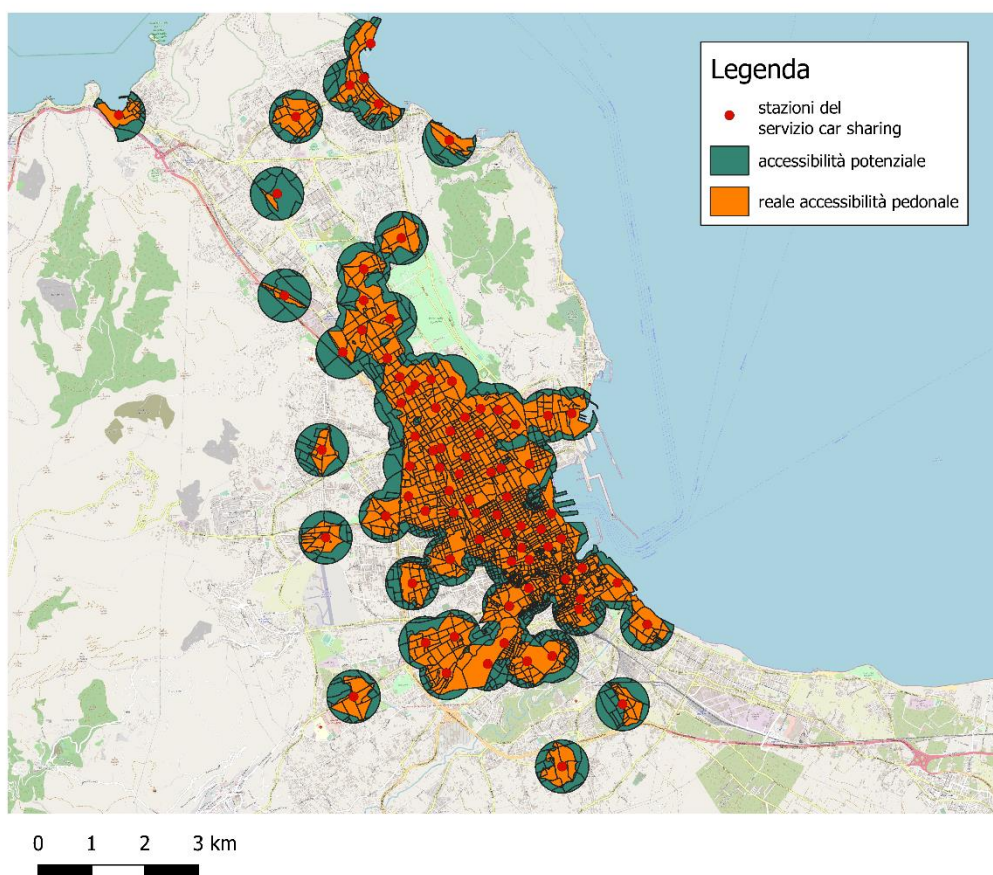 Legenda
stazioni del
servizio car sharing
accessibilità potenziale
reale accessibilità pedonale
0 1 2 3 km